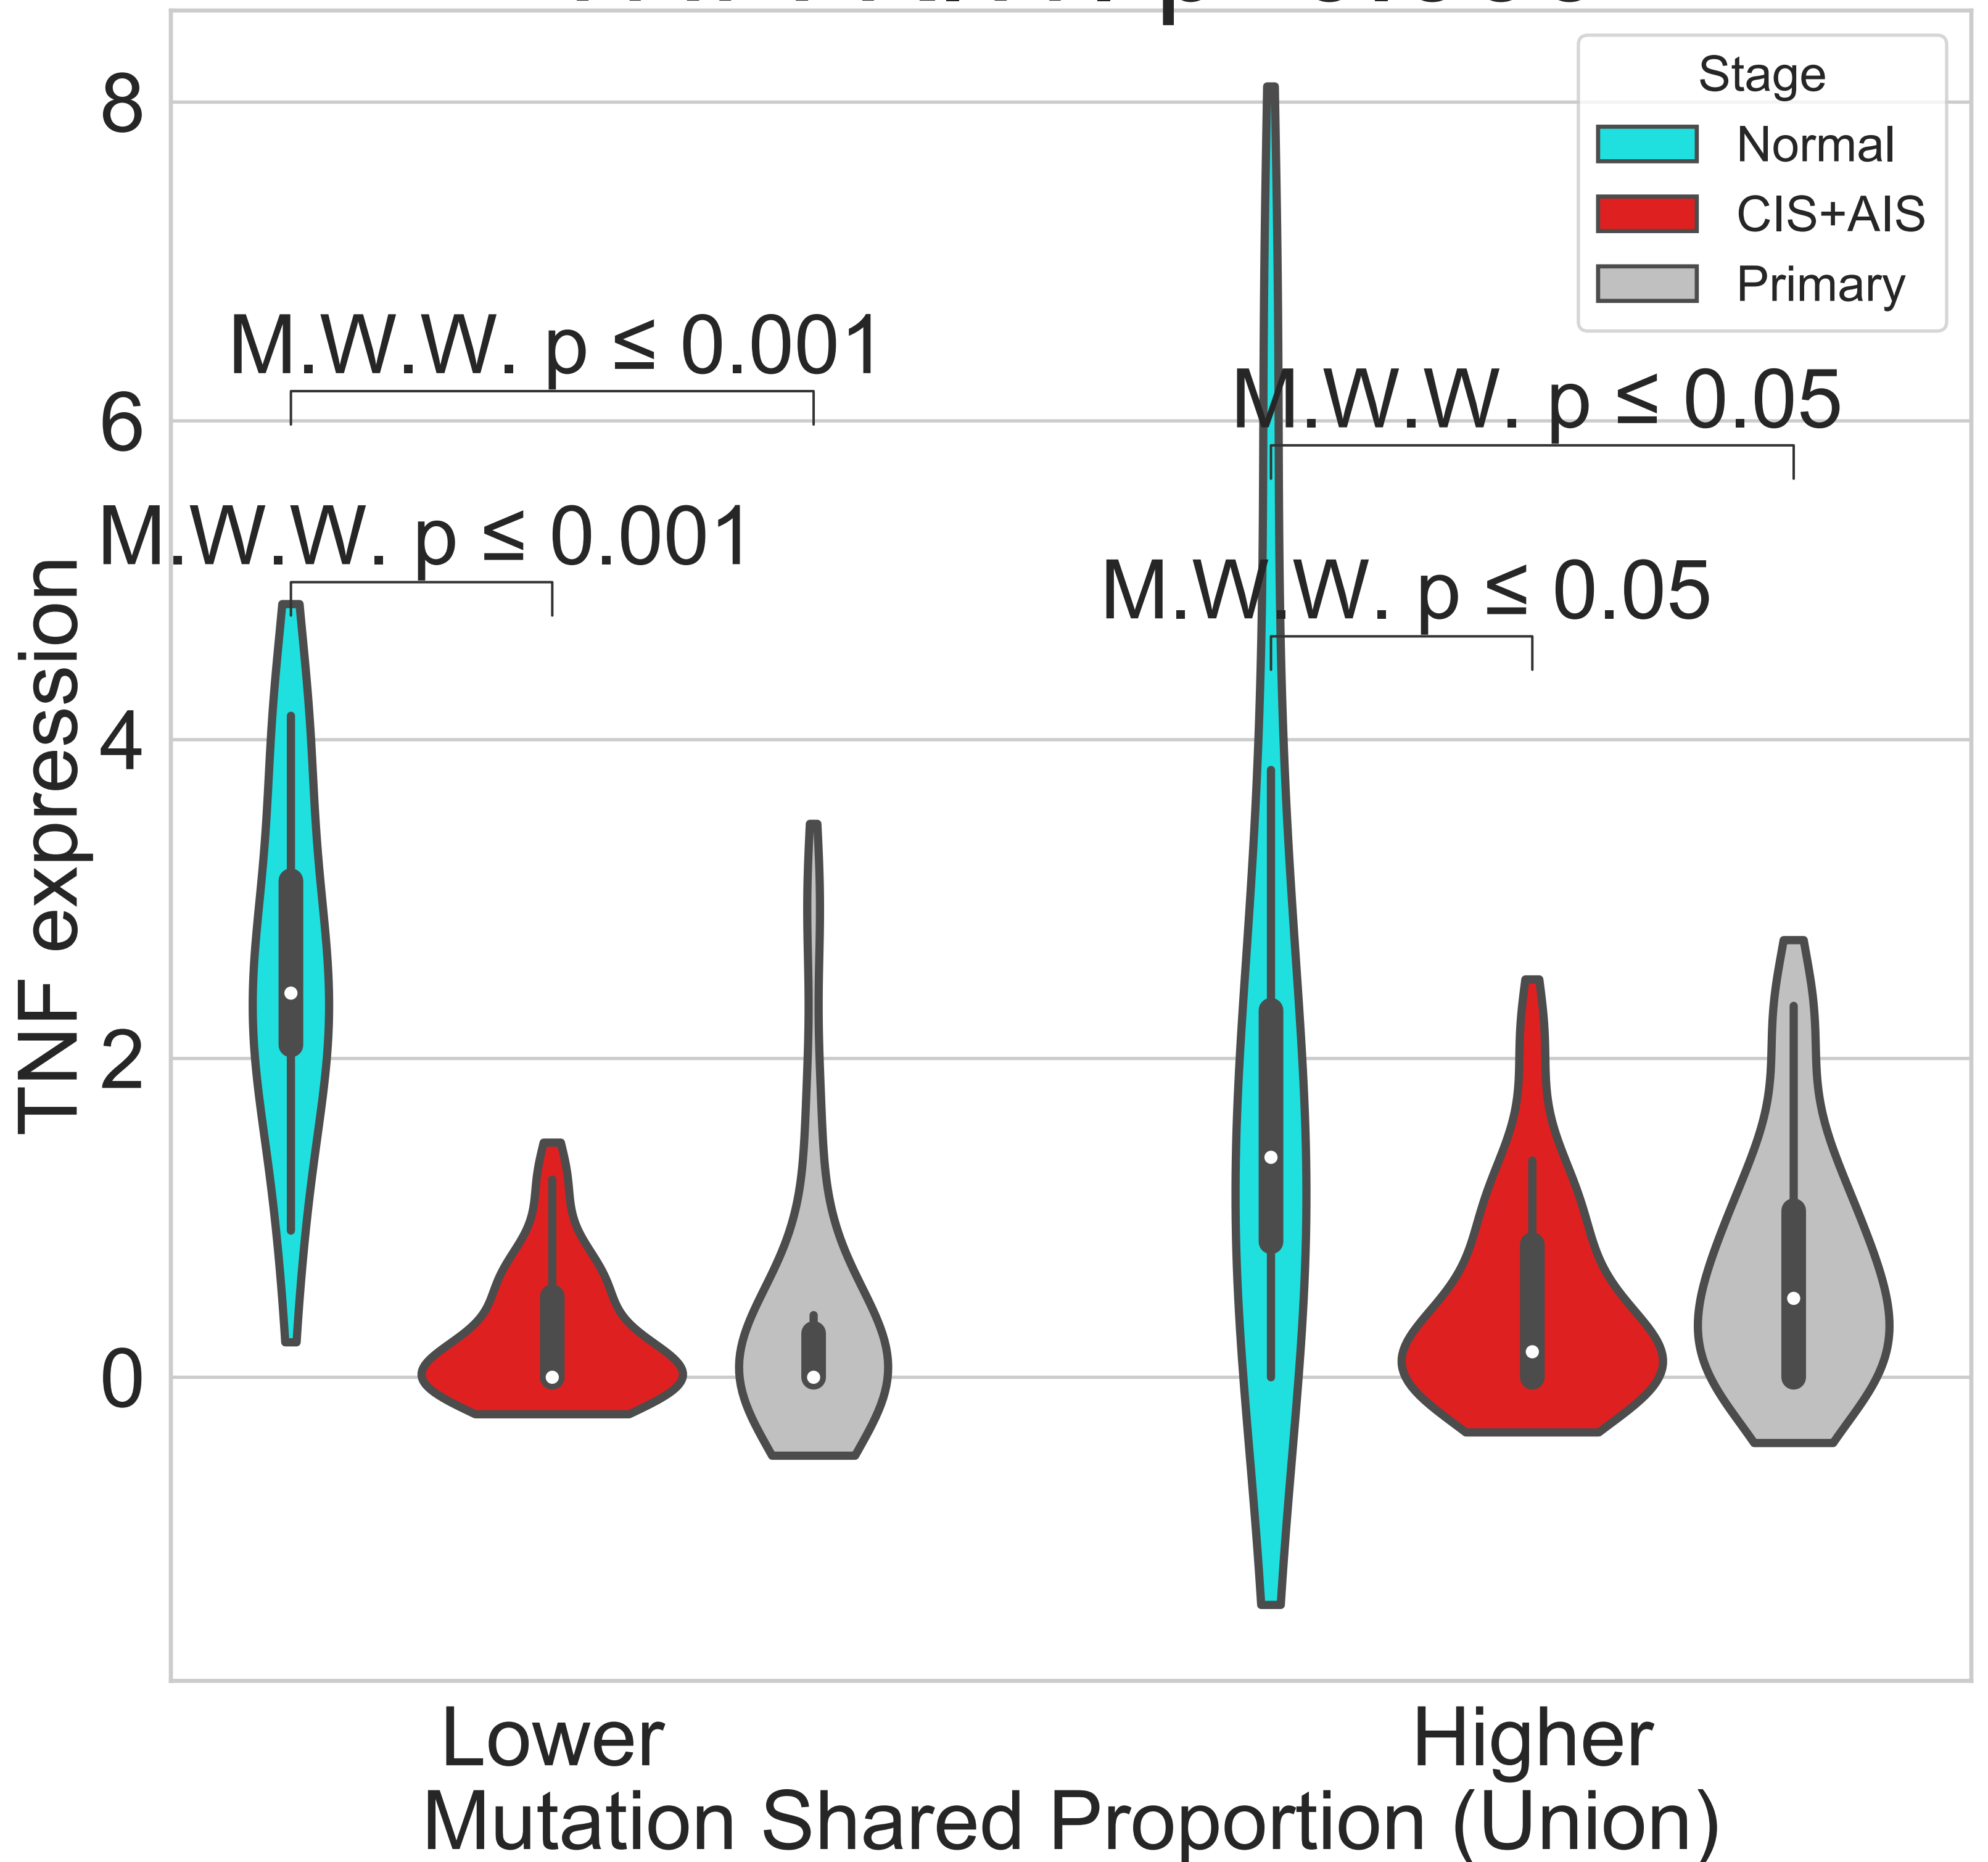 Stage
Normal
CIS+AIS
Primary
8
6
4
2
0
TNF expression
M.W.W. p ≤ 0.001
M.W.W. p ≤ 0.05
M.W.W. p ≤ 0.001
M.W.W. p ≤ 0.05
Lower
Higher
Mutation Shared Proportion (Union)